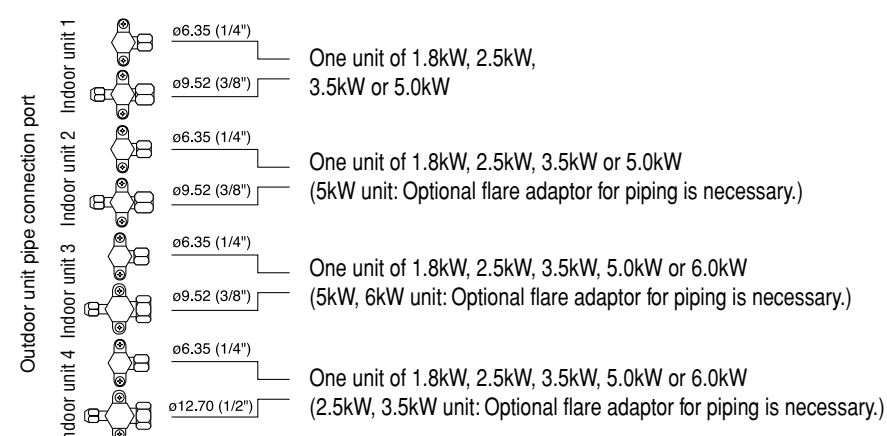 Outdoor unit pipe connection port
Indoor unit 1
ø6.35 (1/4")
ø9.52 (3/8")
One unit of 1.8kW, 2.5kW,
3.5kW or 5.0kW
Indoor unit 2
ø6.35 (1/4")
ø9.52 (3/8")
One unit of 1.8kW, 2.5kW, 3.5kW or 5.0kW
(5kW unit: Optional flare adaptor for piping is necessary.)
Indoor unit 3
ø6.35 (1/4")
ø9.52 (3/8")
One unit of 1.8kW, 2.5kW, 3.5kW, 5.0kW or 6.0kW
(5kW, 6kW unit: Optional flare adaptor for piping is necessary.)
ndoor unit 4
ø6.35 (1/4")
ø12.70 (1/2")
One unit of 1.8kW, 2.5kW, 3.5kW, 5.0kW or 6.0kW
(2.5kW, 3.5kW unit: Optional flare adaptor for piping is necessary.)